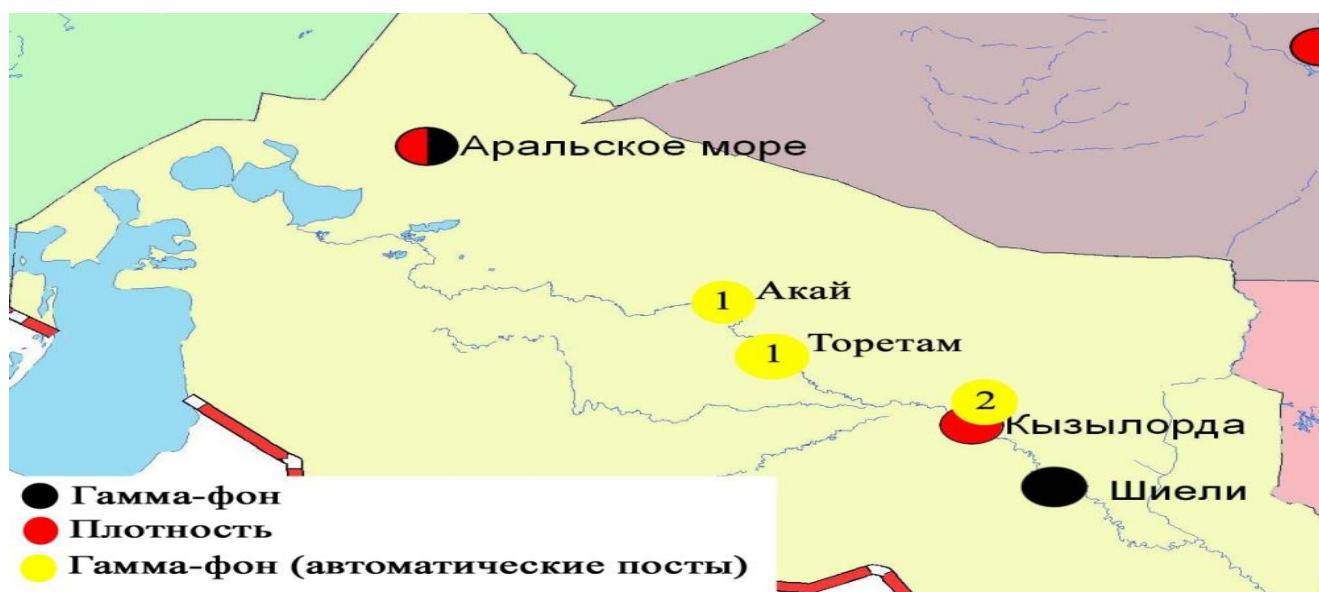 Аральское море
1 Акай
1 Торетам
2
Кызылорда
Шиели
Гамма-фон
Плотность
Гамма-фон (автоматические посты)